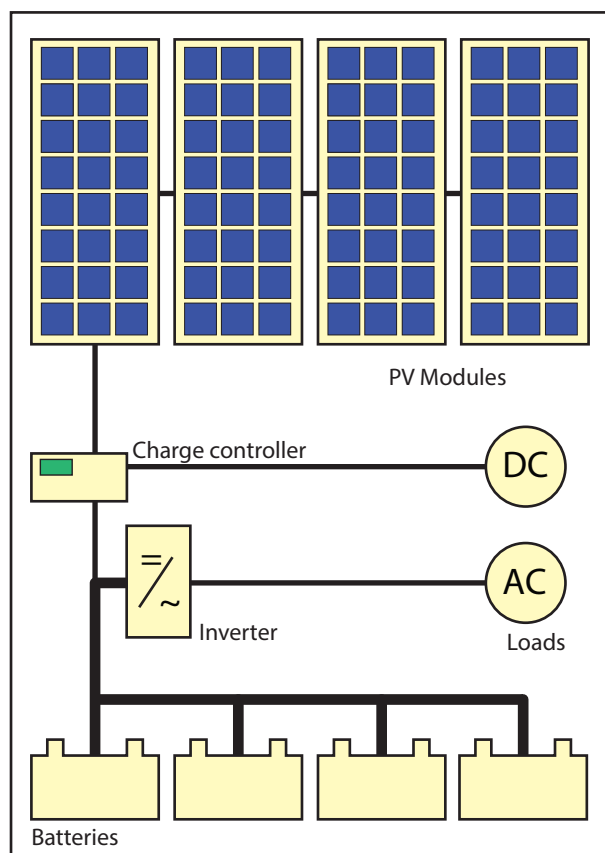 PV Modules
Charge controller
DC
=
~
AC
Inverter
Loads
Batteries